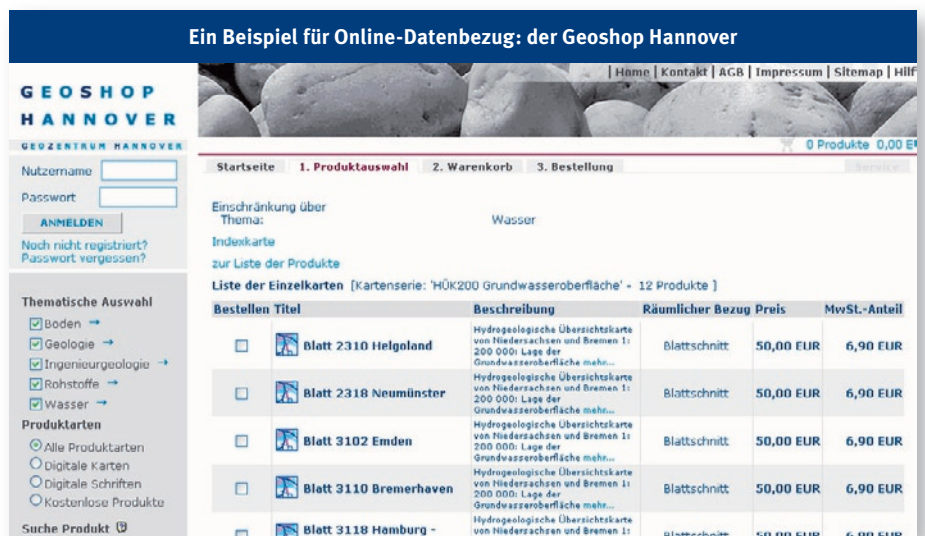 Ein Beispiel für Online-Datenbezug: der Geoshop Hannover
| Home | Kontakt | AGB | Impressum | Sitemap | Hilf
GEOSHOP
HANNOVER
GEOZENTRUM HANNOVER
0 Produkte 0,00 E
Nutzername
Passwort
ANMELDEN
Noch nicht registriert?
Passwort vergessen?
Startseite 1. Produktauswahl 2. Warenkorb 3. Bestellung Service
Einschränkung über
Thema: Wasser
Indexkarte
zur Liste der Produkte
Liste der Einzelkarten [Kartenserie: 'HÜK200 Grundwasseroberfläche' - 12 Produkte ]
Thematische Auswahl
Boden →
Geologie →
Ingenieurgeologie →
Rohstoffe →
Wasser →
Produktarten
Alle Produktarten
Digitale Karten
Digitale Schriften
Kostenlose Produkte
Suche Produkt
Bestellen Titel Beschreibung Räumlicher Bezug Preis MwSt.-Anteil
Blatt 2310 Helgoland
Hydrogeologische Übersichtskarte
von Niedersachsen und Bremen 1:
200 000: Lage der
Grundwasseroberfläche mehr...
Blattschnitt 50,00 EUR 6,90 EUR
Blatt 2318 Neumünster
Hydrogeologische Übersichtskarte
von Niedersachsen und Bremen 1:
200 000: Lage der
Grundwasseroberfläche mehr...
Blattschnitt 50,00 EUR 6,90 EUR
Blatt 3102 Emden
Hydrogeologische Übersichtskarte
von Niedersachsen und Bremen 1:
200 000: Lage der
Grundwasseroberfläche mehr...
Blattschnitt 50,00 EUR 6,90 EUR
Blatt 3110 Bremerhaven
Hydrogeologische Übersichtskarte
von Niedersachsen und Bremen 1:
200 000: Lage der
Grundwasseroberfläche mehr...
Blattschnitt 50,00 EUR 6,90 EUR
Blatt 3118 Hamburg -
Hydrogeologische Übersichtskarte
von Niedersachsen und Bremen 1:
Blattschnitt 50,00 EUR 6,90 EUR